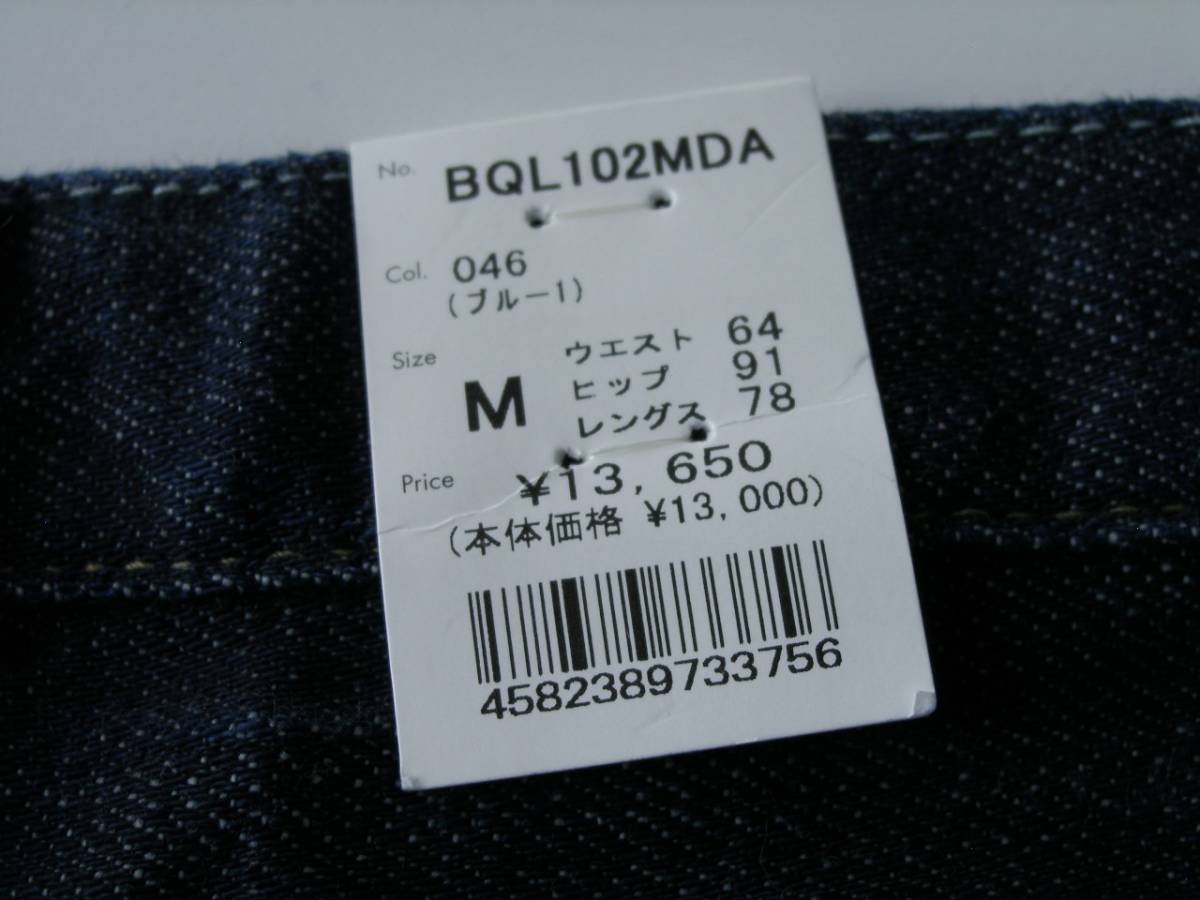 No. BQL102MDA
Col. 046
(ブルー1)
Size M
ウエスト 64
ヒップ 91
レングス 78
Price ¥13,650
(本体価格 ¥13,000)
4582389733756